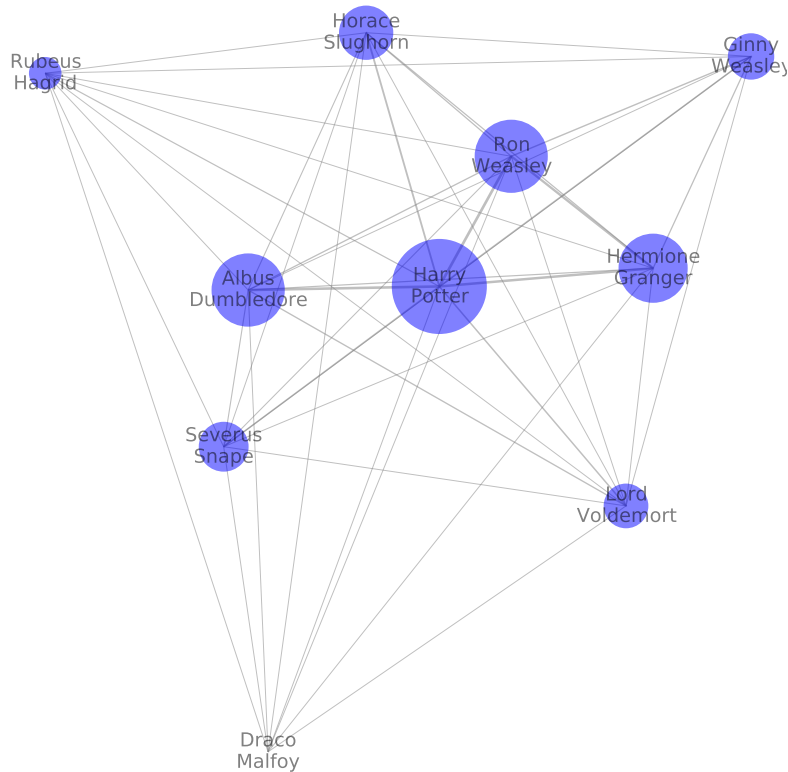 Horace
Slughorn
Ginny
Weasley
Rubeus
Hagrid
Ron
Weasley
Hermione
Granger
Albus
Dumbledore
Harry
Potter
Severus
Snape
Lord
Voldemort
Draco
Malfoy